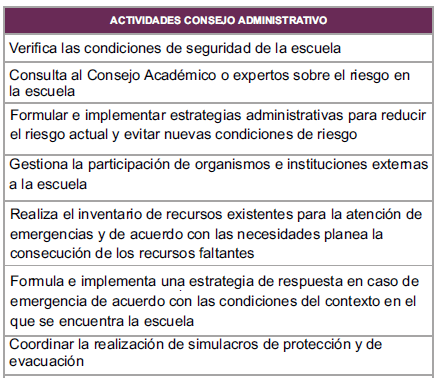 ACTIVIDADES CONSEJO ADMINISTRATIVO
Verifica las condiciones de seguridad de la escuela
Consulta al Consejo Académico o expertos sobre el riesgo en
la escuela
Formular e implementar estrategias administrativas para reducir
el riesgo actual y evitar nuevas condiciones de riesgo
Gestiona la participación de organismos e instituciones externas
a la escuela
Realiza el inventario de recursos existentes para la atención de
emergencias y de acuerdo con las necesidades planea la
consecución de los recursos faltantes
Formula e implementa una estrategia de respuesta en caso de
emergencia de acuerdo con las condiciones del contexto en el
que se encuentra la escuela
Coordinar la realización de simulacros de protección y de
evacuación